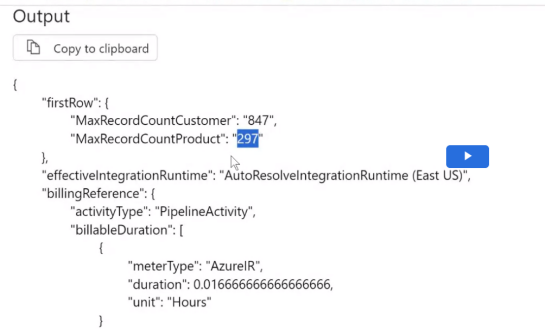 Output
Copy to clipboard
{
"firstRow": {
"MaxRecordCountCustomer": "847",
"MaxRecordCountProduct": "297"
},
"effectiveIntegrationRuntime": "AutoResolveIntegrationRuntime (East US)",
"billingReference": {
"activityType": "PipelineActivity",
"billableDuration": [
{
"meterType": "AzureIR",
"duration": 0.016666666666666666,
"unit": "Hours"
}